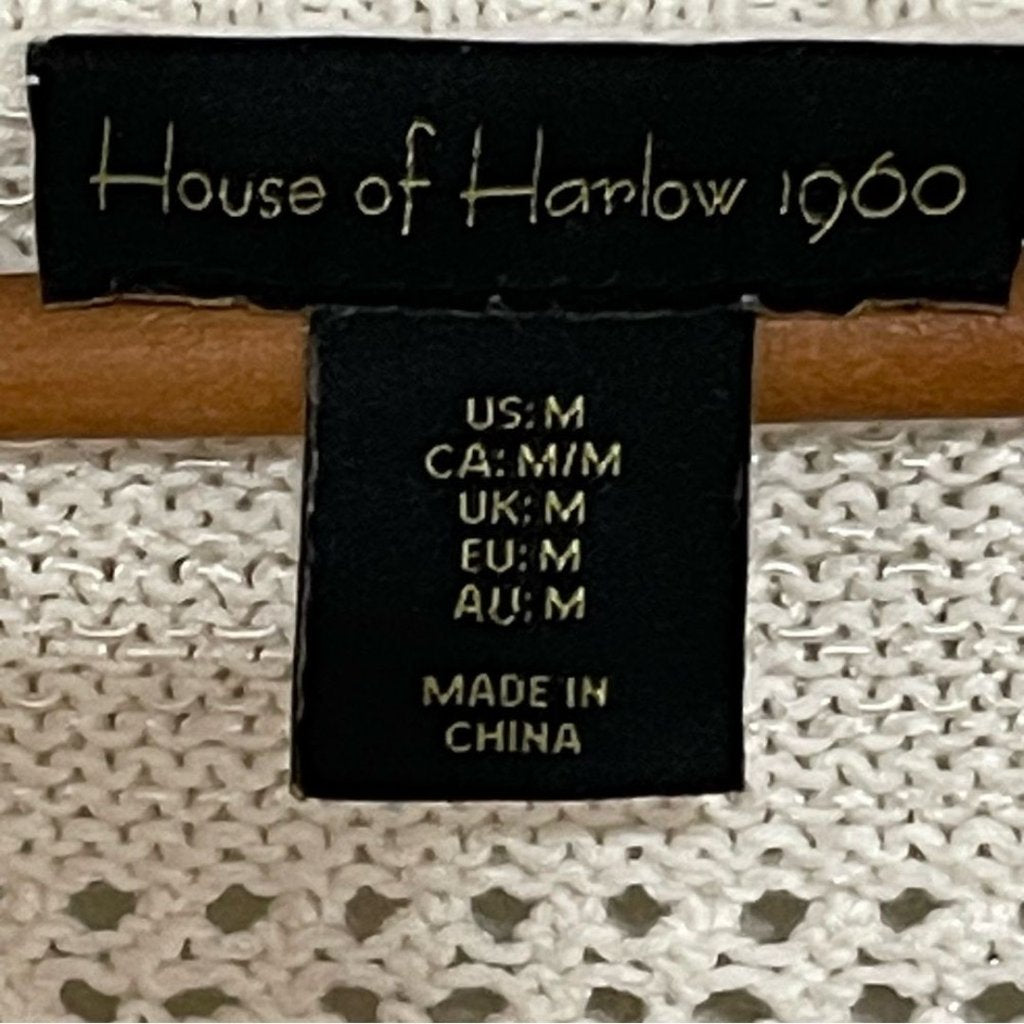 House of Harlow 1960
US: M
CA: M/M
UK: M
EU: M
AU: M
MADE IN
CHINA